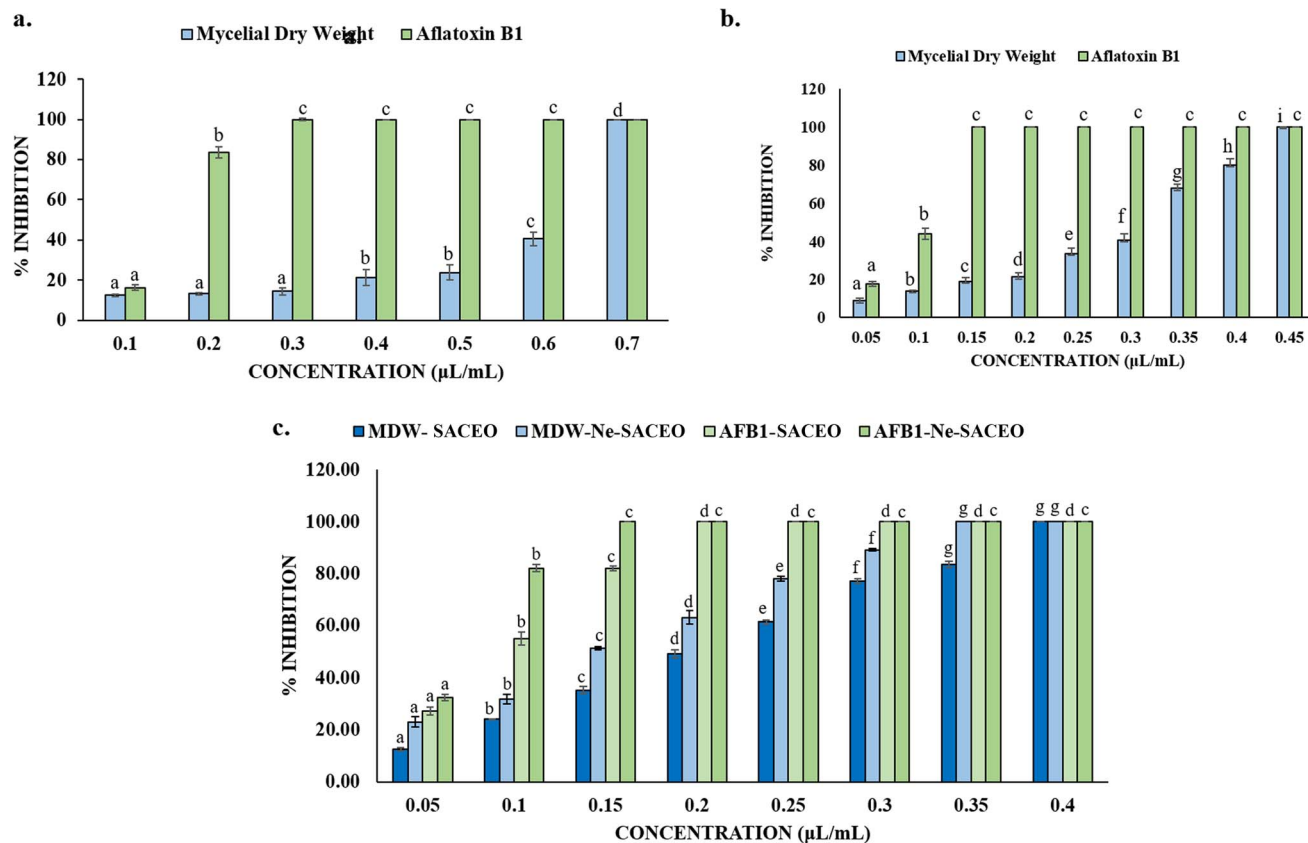 a.
Mycelial Dry Weight
a.
Aflatoxin B1
120
100
80
60
40
20
0
% INHIBITION
a a
a b
a c
b c
b c
c c
d
0.1 0.2 0.3 0.4 0.5 0.6 0.7
CONCENTRATION (µL/mL)
b.
Mycelial Dry Weight Aflatoxin B1
120
100
80
60
40
20
0
% INHIBITION
a a
b b
c c
d c
e c
f c
g c
h c
i c
0.05 0.1 0.15 0.2 0.25 0.3 0.35 0.4 0.45
CONCENTRATION (µL/mL)
c.
MDW- SACEO MDW-Ne-SACEO AFB1-SACEO AFB1-Ne-SACEO
120.00
100.00
80.00
60.00
40.00
20.00
0.00
% INHIBITION
a a a a
b b b b
c c c c
d d d c
e e d c
f f d c
g g d c
g g d c
0.05 0.1 0.15 0.2 0.25 0.3 0.35 0.4
CONCENTRATION (µL/mL)